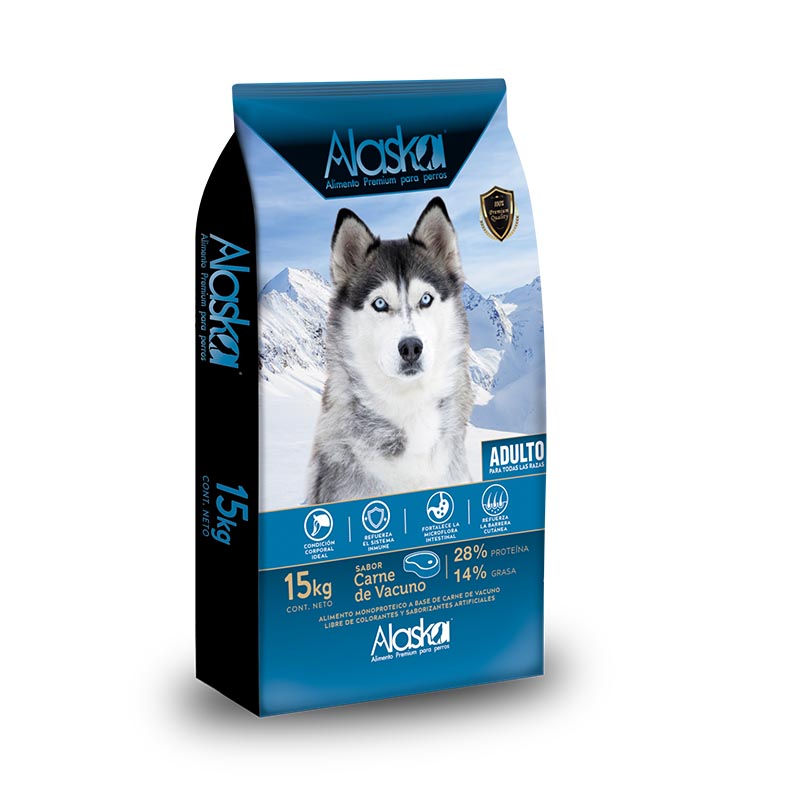 Alaska
Alimento Premium para perros
100%
Premium
Quality
Alaska
Alimento Premium para perros
15kg
CONT. NETO
ADULTO
PARA TODAS LAS RAZAS
CONDICIÓN
CORPORAL
IDEAL
REFUERZA
EL SISTEMA
INMUNE
FORTALECE LA
MICROFLORA
INTESTINAL
REFUERZA
LA BARRERA
CUTÁNEA
15kg
CONT. NETO
SABOR
Carne
de Vacuno
28% PROTEÍNA
14% GRASA
ALIMENTO MONOPROTEICO A BASE DE CARNE DE VACUNO
LIBRE DE COLORANTES Y SABORIZANTES ARTIFICIALES
Alaska
Alimento Premium para perros